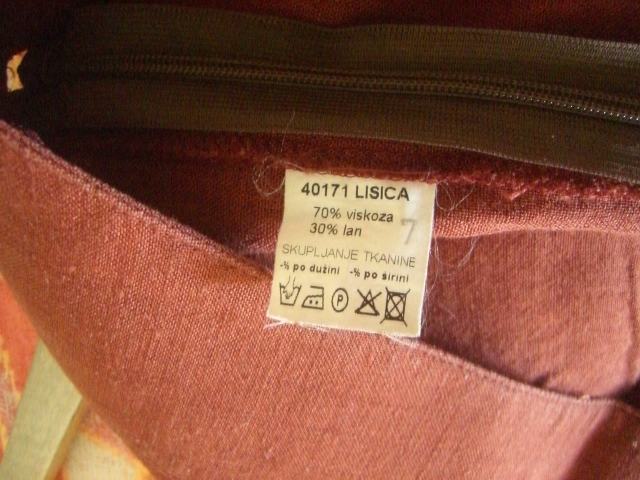 40171 LISICA
70% viskoza
30% lan
7
SKUPLJANJE TKANINE
-% po dužini -% po širini
P